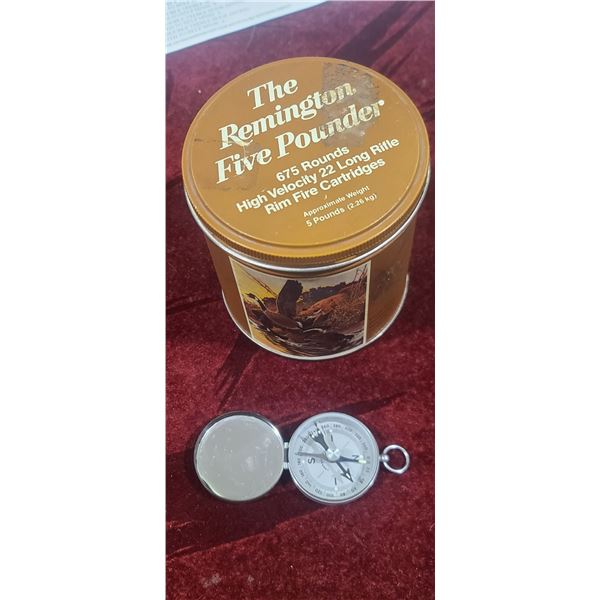 The
Remington
Five Pounder
675 Rounds
High Velocity 22 Long Rifle
Rim Fire Cartridges
Approximate Weight
5 Pounds (2.26 kg)
S
N